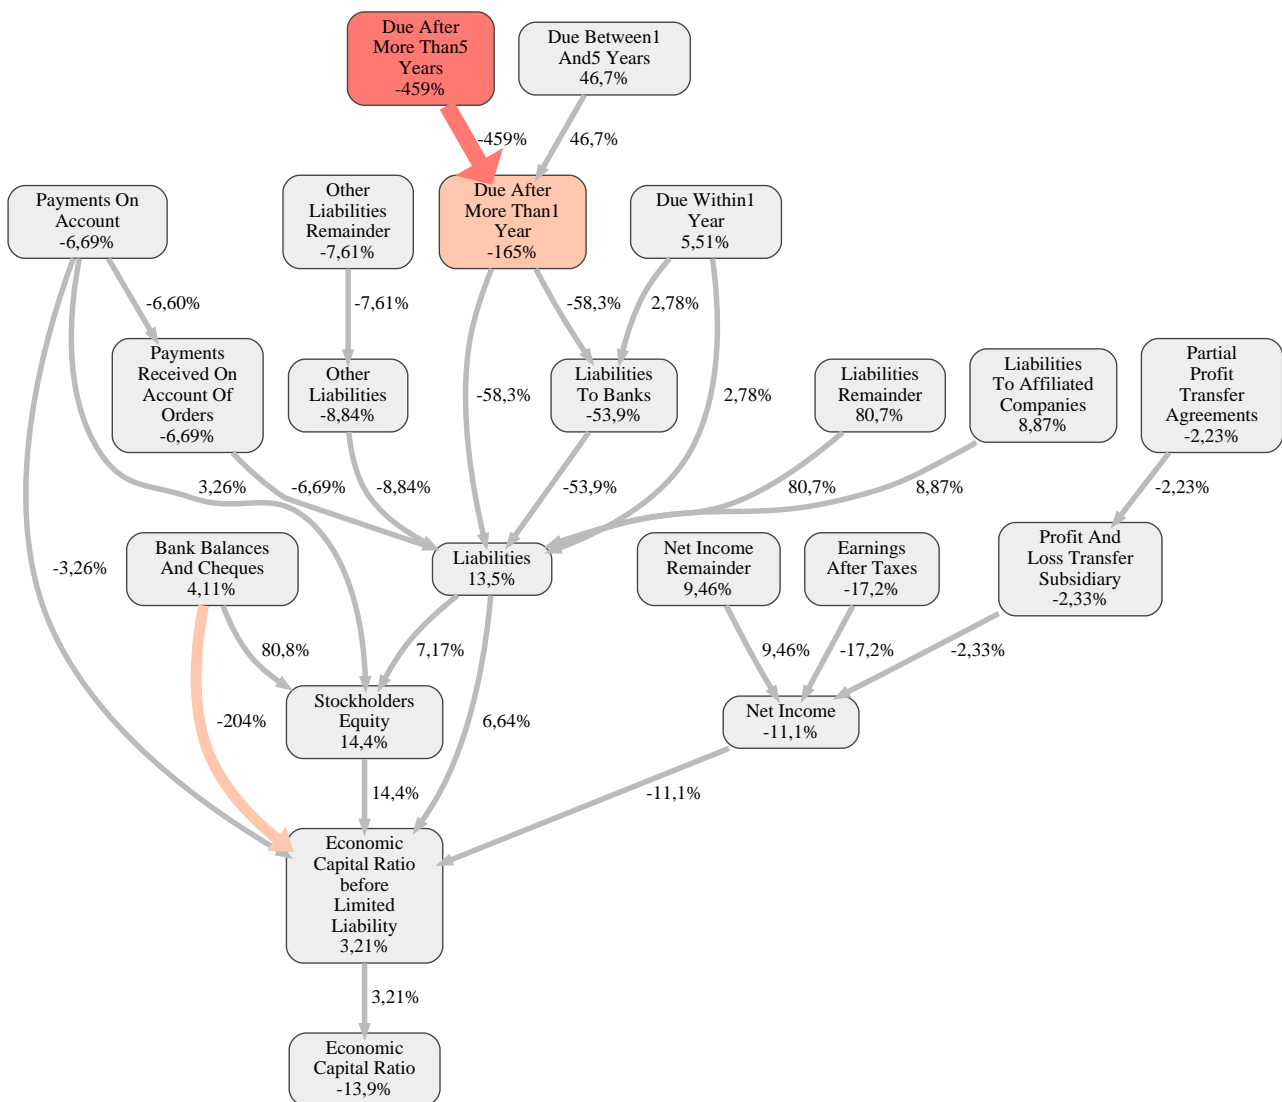 Due After
More Than5
Years
-459%
Due Between1
And5 Years
46,7%
-459%
46,7%
Payments On
Account
-6,69%
Other
Liabilities
Remainder
-7,61%
Due After
More Than1
Year
-165%
Due Within1
Year
5,51%
-6,60%
-7,61%
-58,3%
2,78%
Payments
Received On
Account Of
Orders
-6,69%
Other
Liabilities
-8,84%
-58,3%
Liabilities
To Banks
-53,9%
2,78%
Liabilities
Remainder
80,7%
Liabilities
To Affiliated
Companies
8,87%
Partial
Profit
Transfer
Agreements
-2,23%
3,26%
-6,69%
-8,84%
-53,9%
80,7%
8,87%
-2,23%
-3,26%
Bank Balances
And Cheques
4,11%
Liabilities
13,5%
Net Income
Remainder
9,46%
Earnings
After Taxes
-17,2%
Profit And
Loss Transfer
Subsidiary
-2,33%
80,8%
7,17%
9,46%
-17,2%
-2,33%
-204%
Stockholders
Equity
14,4%
6,64%
Net Income
-11,1%
14,4%
-11,1%
Economic
Capital Ratio
before
Limited
Liability
3,21%
3,21%
Economic
Capital Ratio
-13,9%